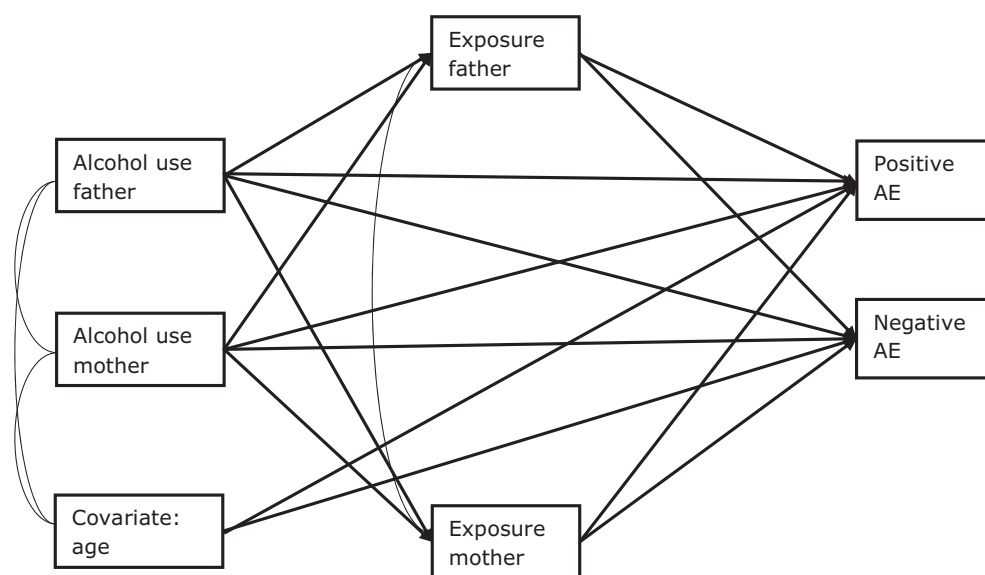 Exposure
father
Alcohol use
father
Positive
AE
Alcohol use
mother
Negative
AE
Covariate:
age
Exposure
mother